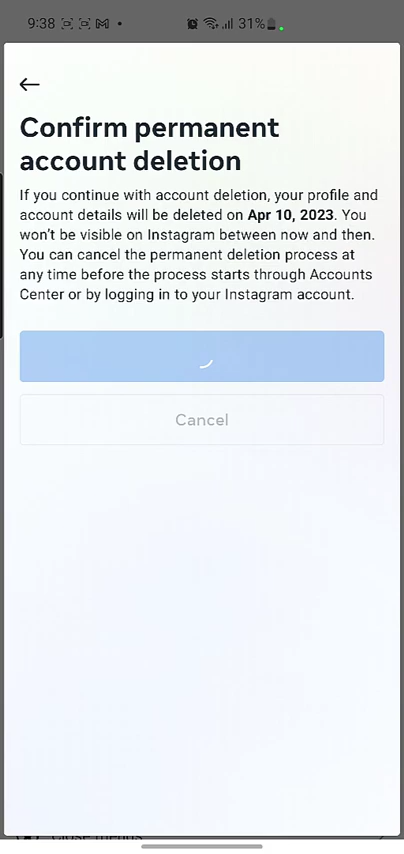 9:38 31%
Confirm permanent
account deletion
If you continue with account deletion, your profile and
account details will be deleted on Apr 10, 2023. You
won't be visible on Instagram between now and then.
You can cancel the permanent deletion process at
any time before the process starts through Accounts
Center or by logging in to your Instagram account.
Cancel